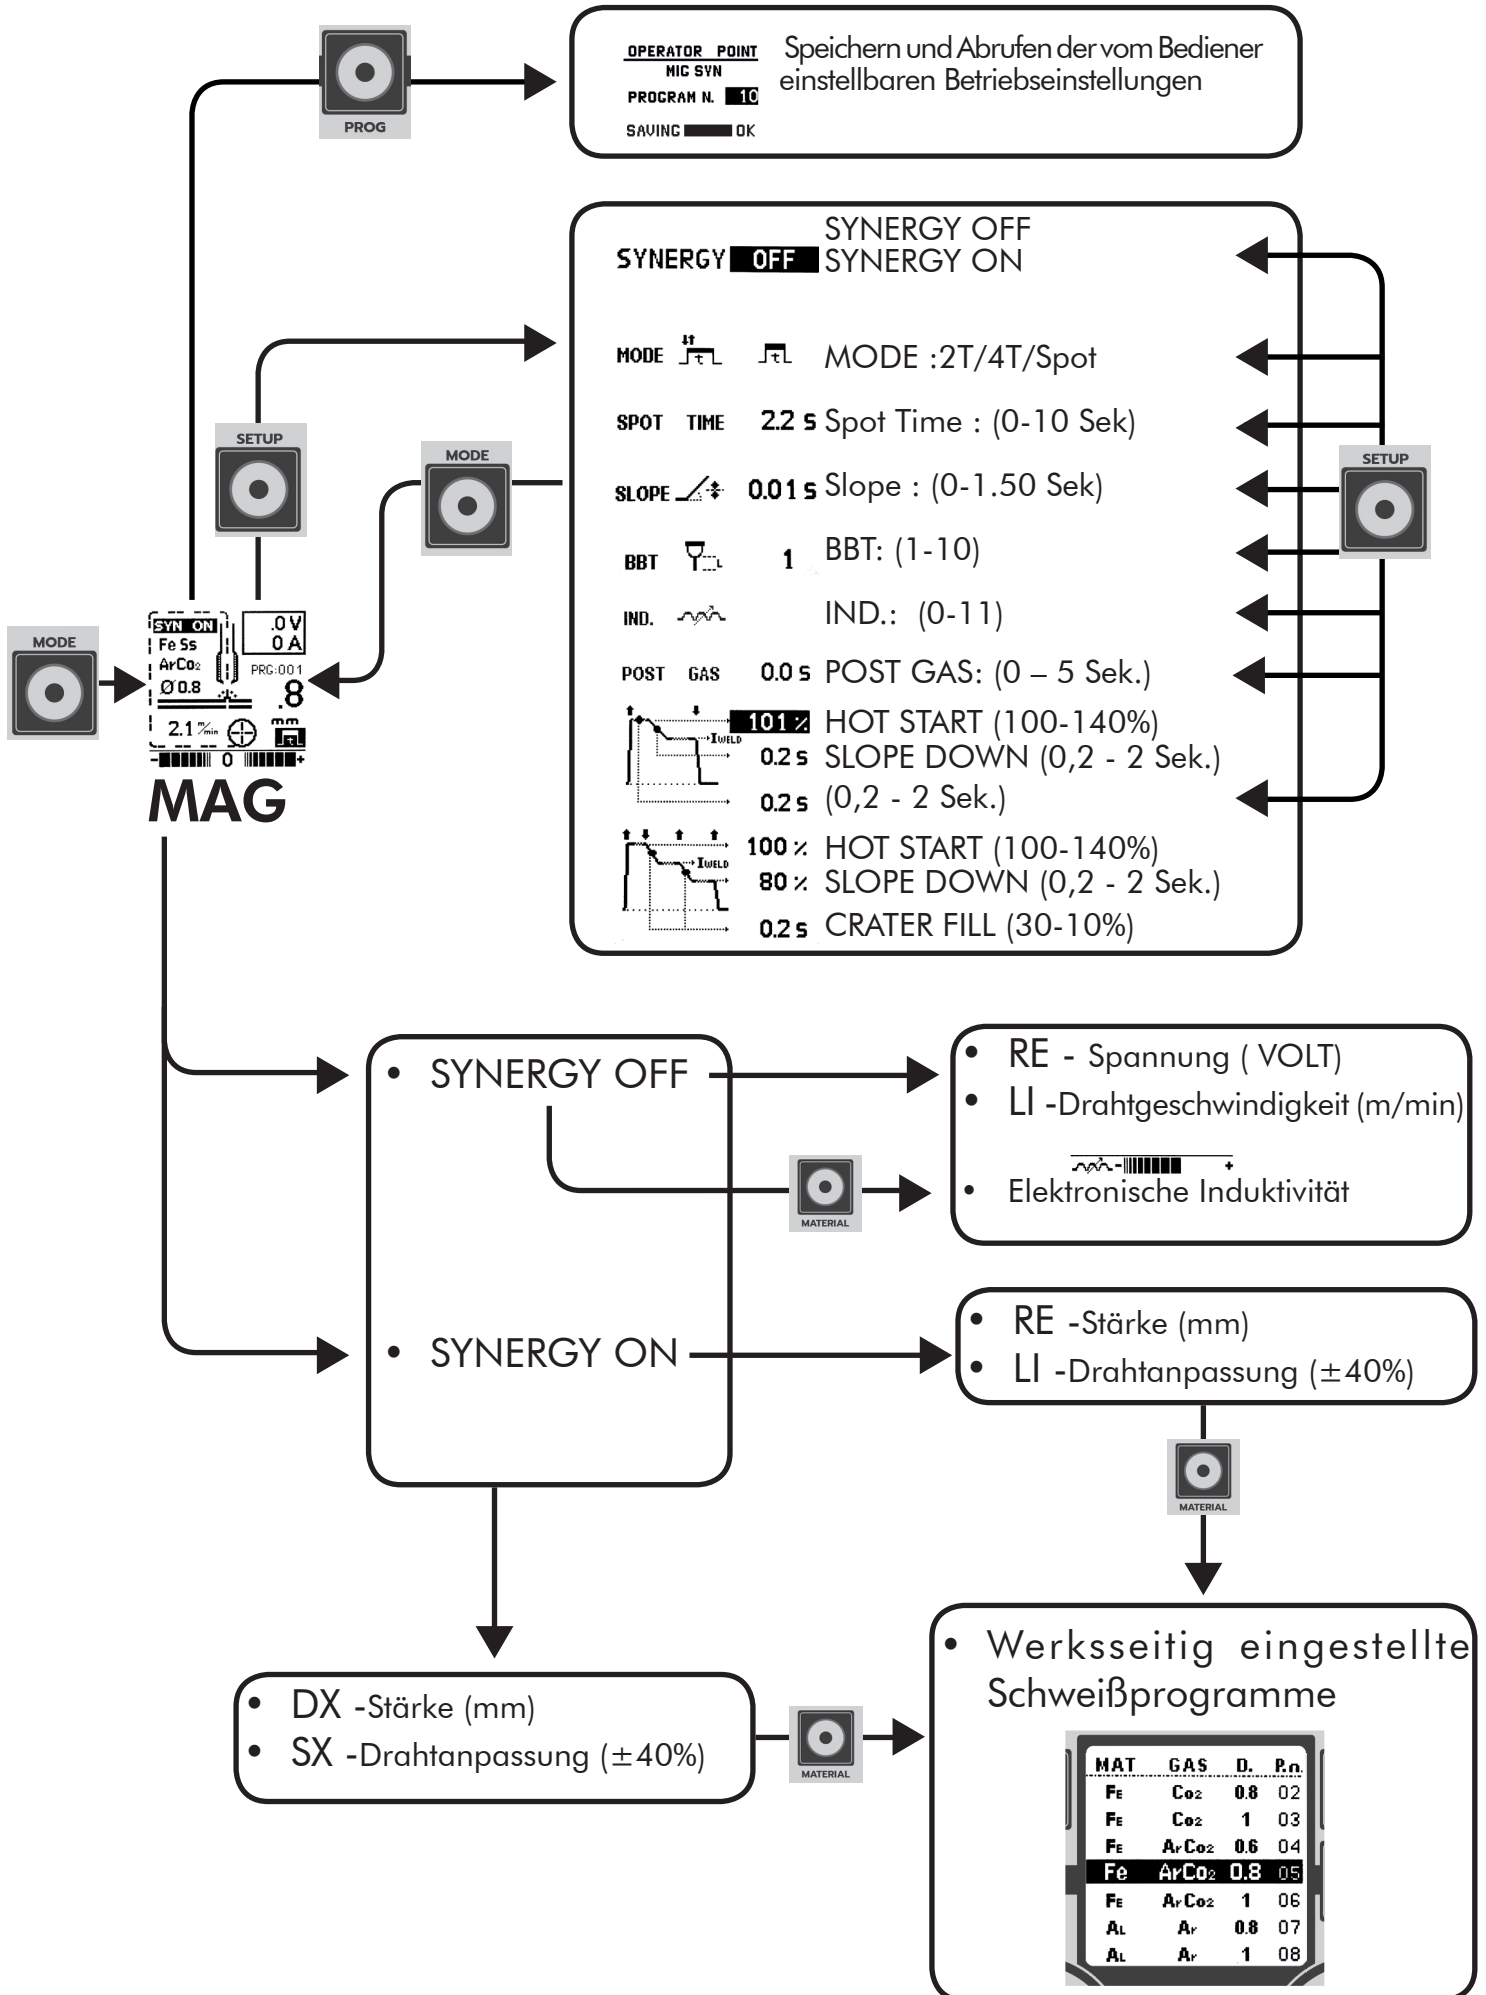 OPERATOR POINT
MIG SYN
PROGRAM N. 10
SAVING OK
Speichern und Abrufen der vom Bediener
einstellbaren Betriebseinstellungen
PROG
SYNERGY OFF
SYNERGY OFF
SYNERGY ON
MODE t t MODE :2T/4T/Spot
SPOT TIME 2.2 s Spot Time : (0-10 Sek)
SLOPE 0.01 s Slope : (0-1.50 Sek)
BBT L 1 BBT: (1-10)
IND. IND.: (0-11)
POST GAS 0.0 s POST GAS: (0 – 5 Sek.)
101 % HOT START (100-140%)
IWELD
0.2 s SLOPE DOWN (0,2 - 2 Sek.)
0.2 s (0,2 - 2 Sek.)
100 % HOT START (100-140%)
IWELD
80 % SLOPE DOWN (0,2 - 2 Sek.)
0.2 s CRATER FILL (30-10%)
SETUP
MODE
SETUP
MODE
SYN ON .0 V
Fe Ss 0 A
ArCo2 PRG:001
Ø 0.8 .8
mm
2.1 m/min t
- 0 +
MAG
• SYNERGY OFF
• RE - Spannung ( VOLT)
• LI -Drahtgeschwindigkeit (m/min)
- +
• Elektronische Induktivität
MATERIAL
• SYNERGY ON
• RE -Stärke (mm)
• LI -Drahtanpassung (±40%)
MATERIAL
• DX -Stärke (mm)
• SX -Drahtanpassung (±40%)
MATERIAL
• Werksseitig eingestellte
Schweißprogramme
MAT GAS D. P.n.
FE Co2 0.8 02
FE Co2 1 03
FE ArCo2 0.6 04
Fe ArCo2 0.8 05
FE ArCo2 1 06
AL Ar 0.8 07
AL Ar 1 08